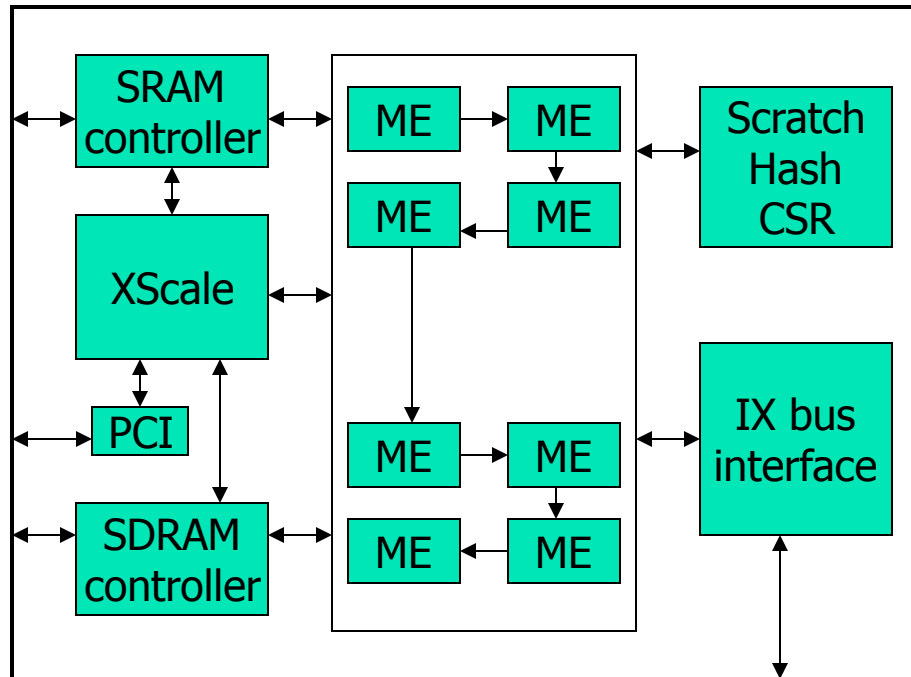 SRAM
controller
ME
ME
Scratch
Hash
CSR
ME
ME
XScale
PCI
ME
ME
IX bus
interface
SDRAM
controller
ME
ME